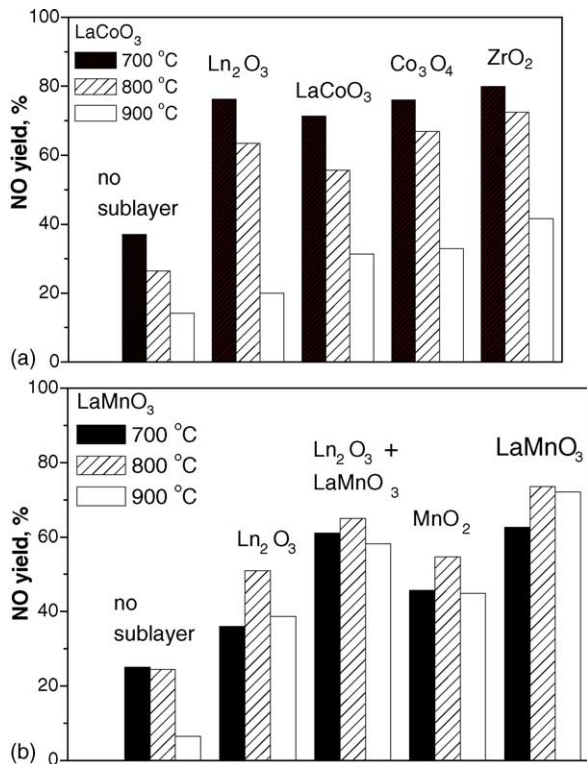 100
80
60
40
20
0
NO yield, %
LaCoO₃
700 °C
800 °C
900 °C
no
sublayer
Ln₂O₃
LaCoO₃
Co₃O₄
ZrO₂
(a)
100
80
60
40
20
0
NO yield, %
LaMnO₃
700 °C
800 °C
900 °C
no
sublayer
Ln₂O₃
Ln₂O₃ +
LaMnO₃
MnO₂
LaMnO₃
(b)